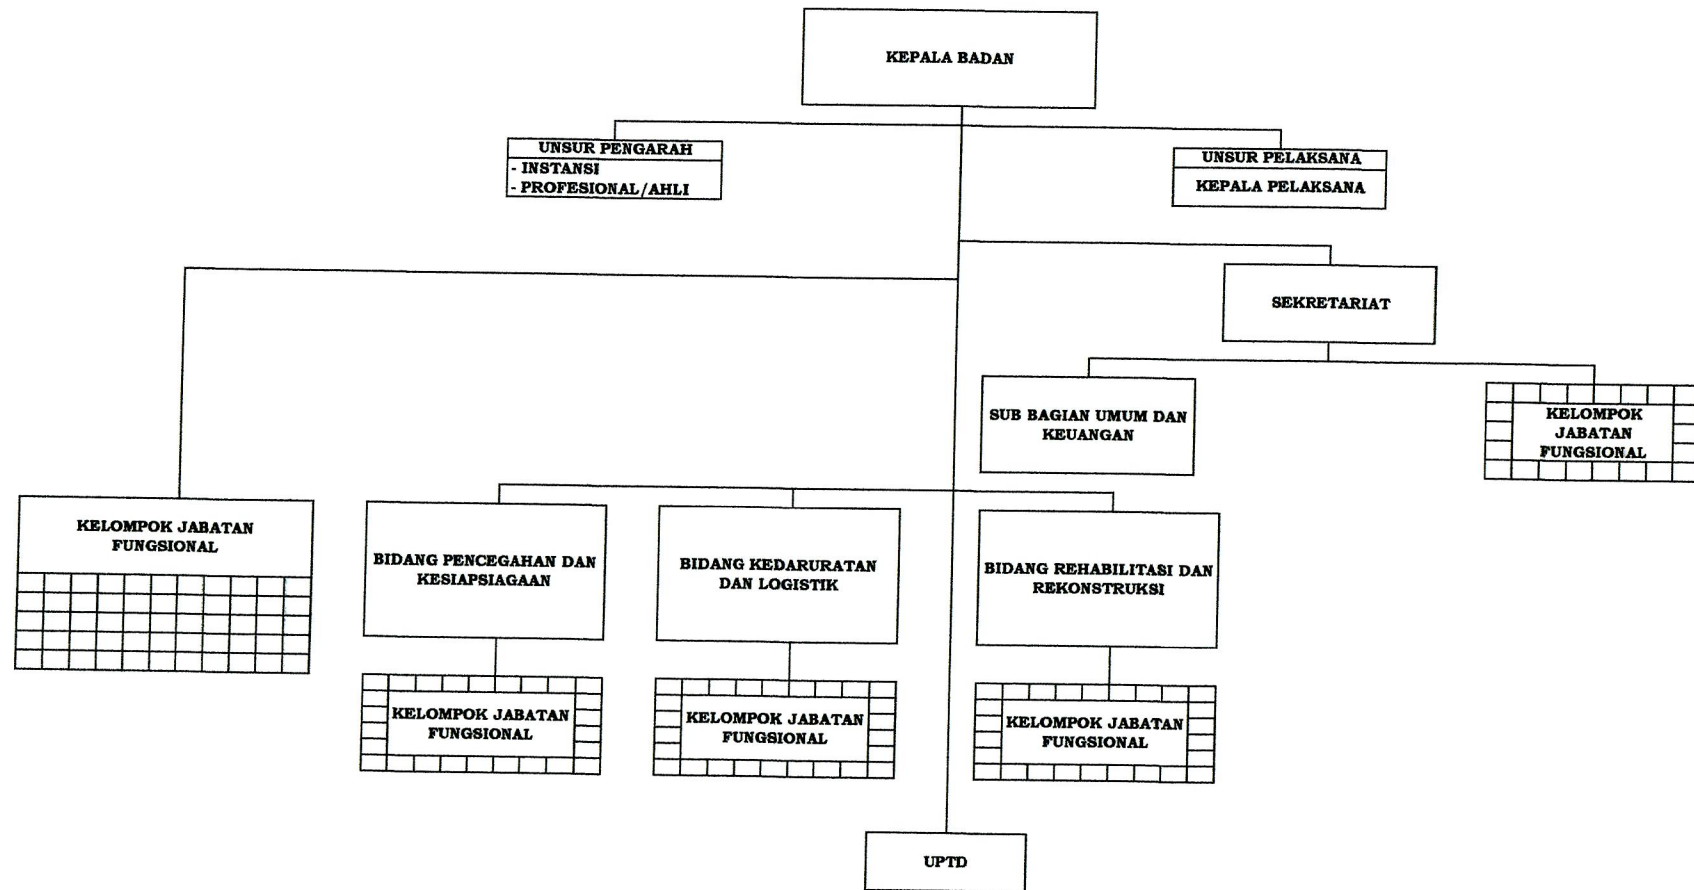 KEPALA BADAN
UNSUR PENGARAH
- INSTANSI
- PROFESIONAL/AHLI
UNSUR PELAKSANA
KEPALA PELAKSANA
SEKRETARIAT
SUB BAGIAN UMUM DAN
KEUANGAN
KELOMPOK
JABATAN
FUNGSIONAL
KELOMPOK JABATAN
FUNGSIONAL
BIDANG PENCEGAHAN DAN
KESIAPSIAGAAN
BIDANG KEDARURATAN
DAN LOGISTIK
BIDANG REHABILITASI DAN
REKONSTRUKSI
KELOMPOK JABATAN
FUNGSIONAL
KELOMPOK JABATAN
FUNGSIONAL
KELOMPOK JABATAN
FUNGSIONAL
UPTD